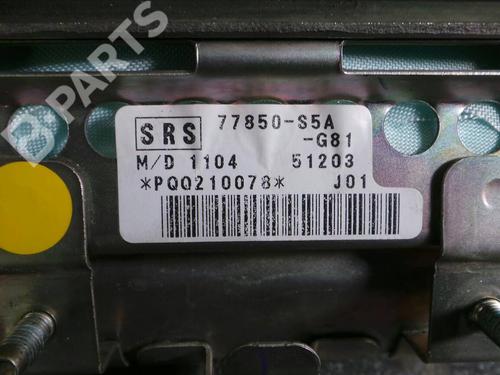 B PARTS
SRS 77850-S5A
-G81
M/D 1104 51203
*PQQ210078* J01